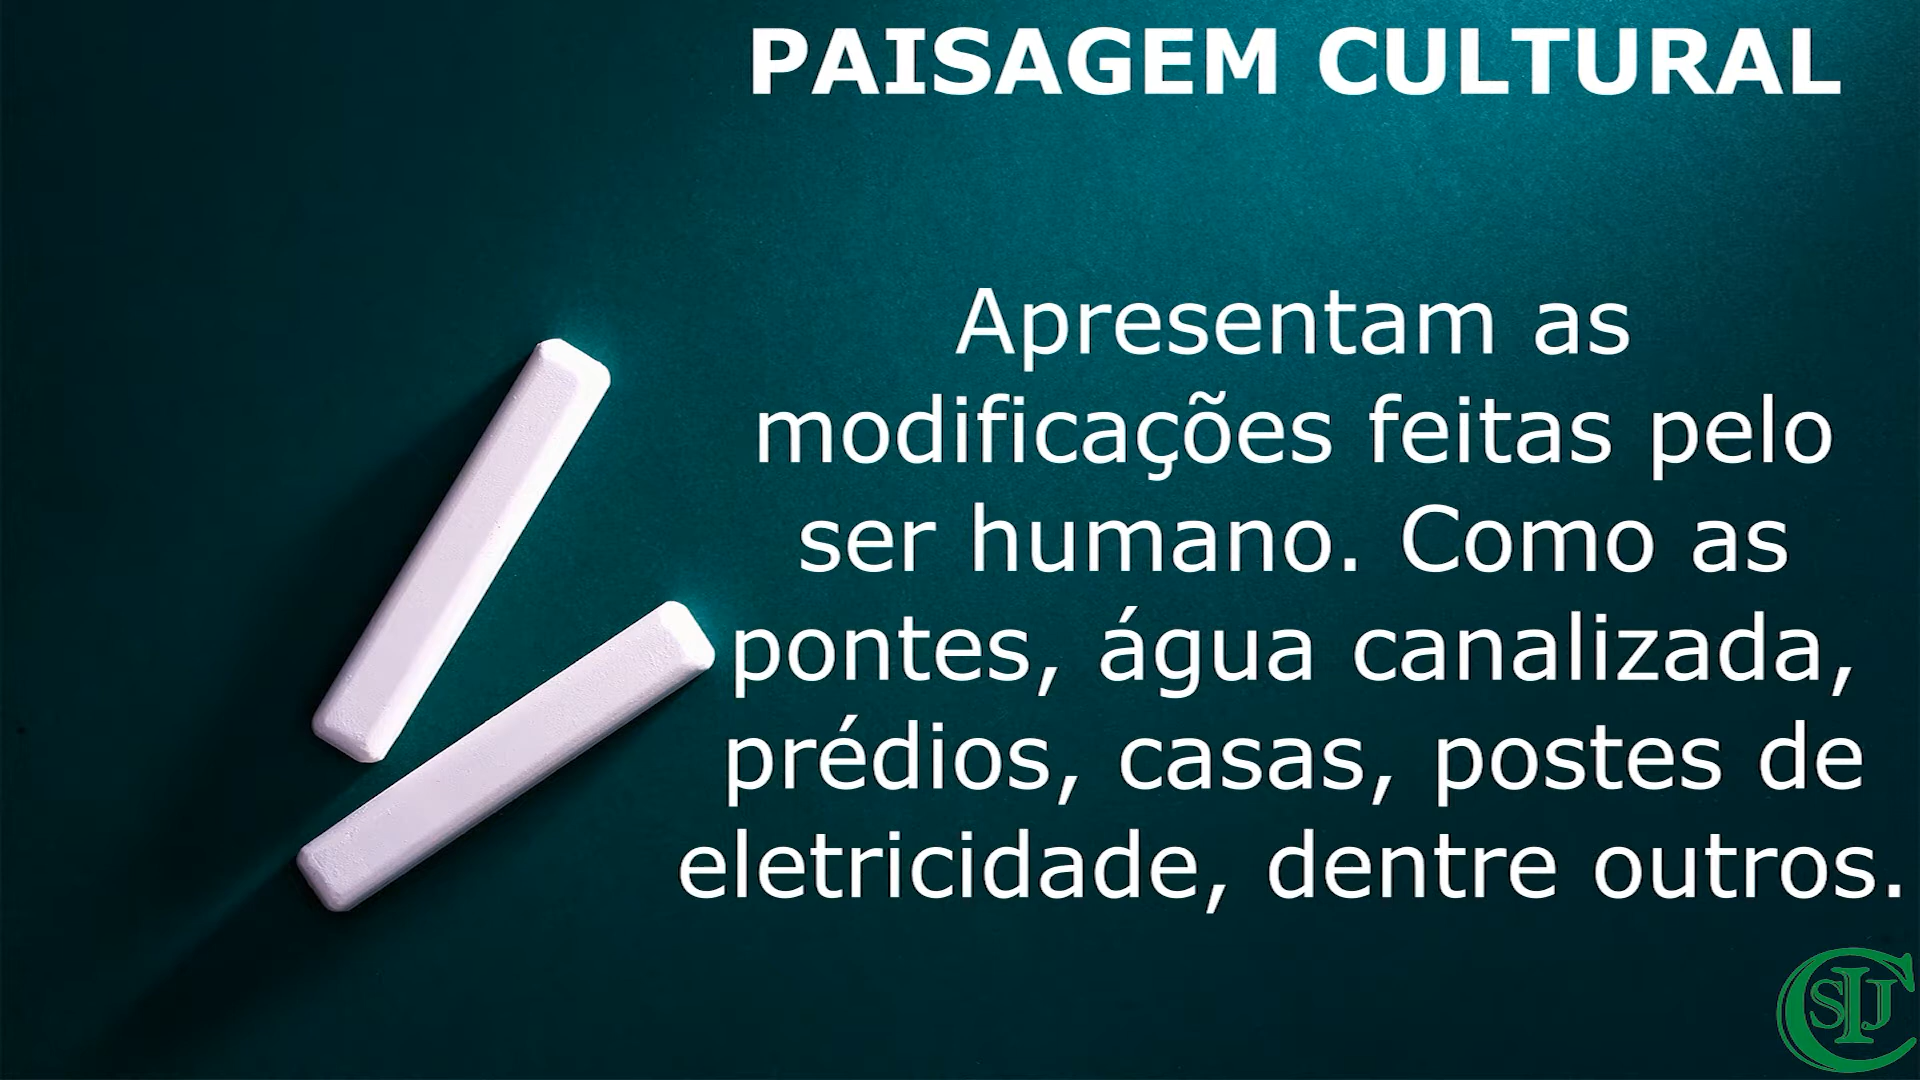 PAISAGEM CULTURAL
Apresentam as
modificações feitas pelo
ser humano. Como as
pontes, água canalizada,
prédios, casas, postes de
eletricidade, dentre outros.
CSIJ